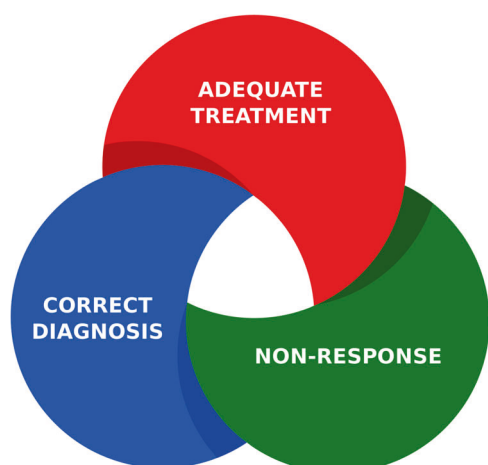 ADEQUATE
TREATMENT
CORRECT
DIAGNOSIS
NON-RESPONSE